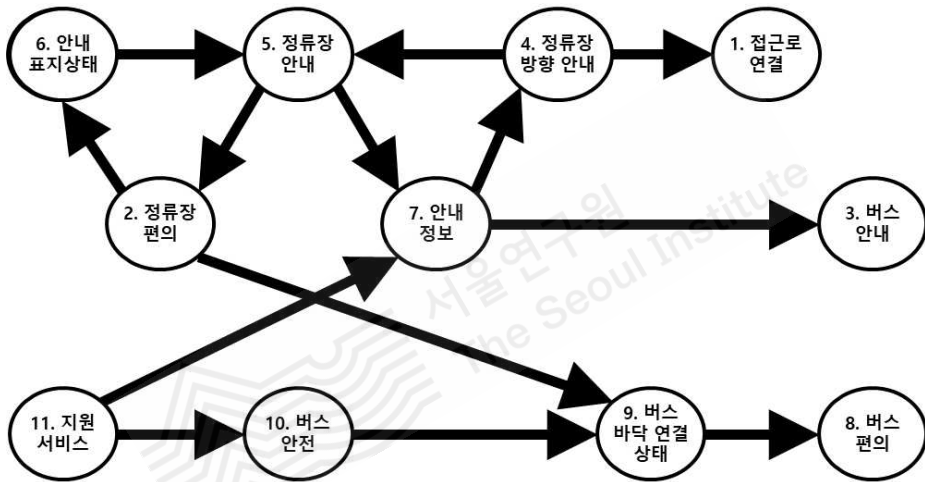 6. 안내
표지상태
5. 정류장
안내
4. 정류장
방향 안내
1. 접근로
연결
2. 정류장
편의
7. 안내
정보
3. 버스
안내
서울연구원
The Seoul Institute
11. 지원
서비스
10. 버스
안전
9. 버스
바닥 연결
상태
8. 버스
편의